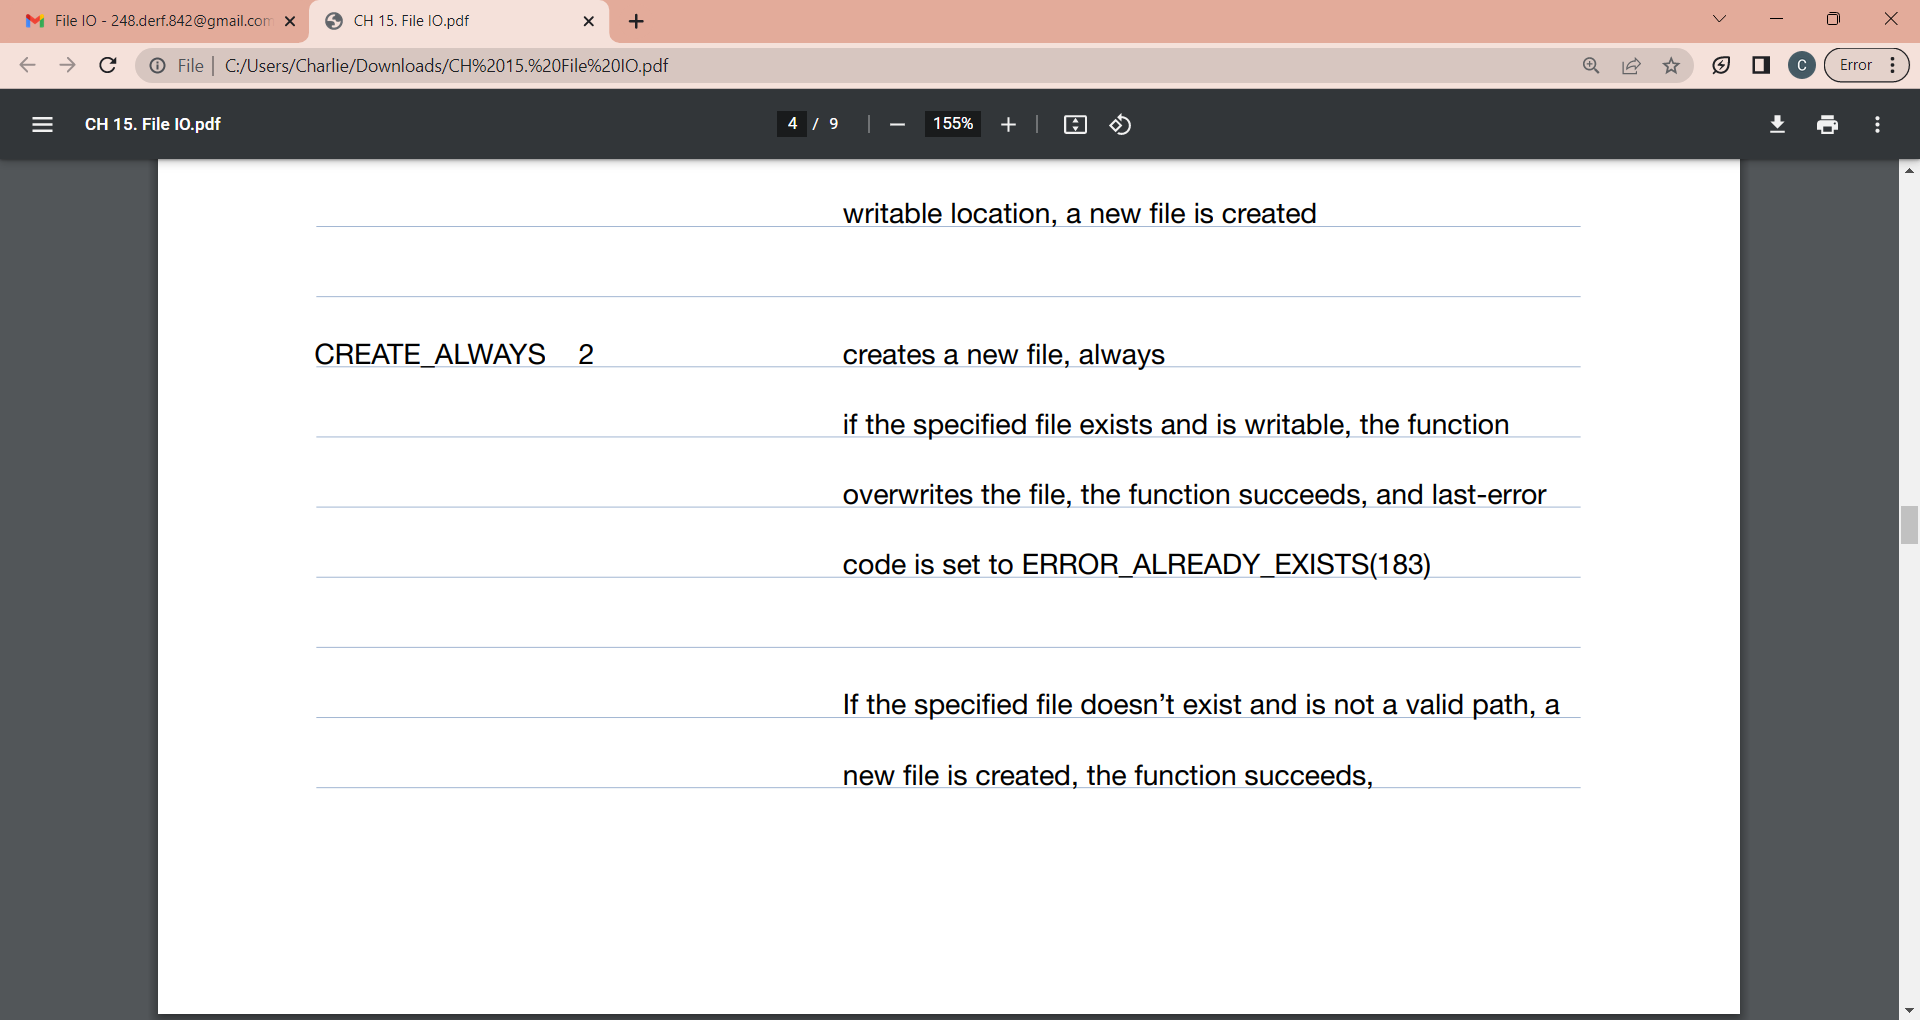 File IO - 248.derf.842@gmail.com
CH 15. File IO.pdf
File
C:/Users/Charlie/Downloads/CH%2015.%20File%20IO.pdf
C
Error
CH 15. File IO.pdf
4 / 9
155%
writable location, a new file is created
CREATE_ALWAYS 2 creates a new file, always
if the specified file exists and is writable, the function
overwrites the file, the function succeeds, and last-error
code is set to ERROR_ALREADY_EXISTS(183)
If the specified file doesn’t exist and is not a valid path, a
new file is created, the function succeeds,